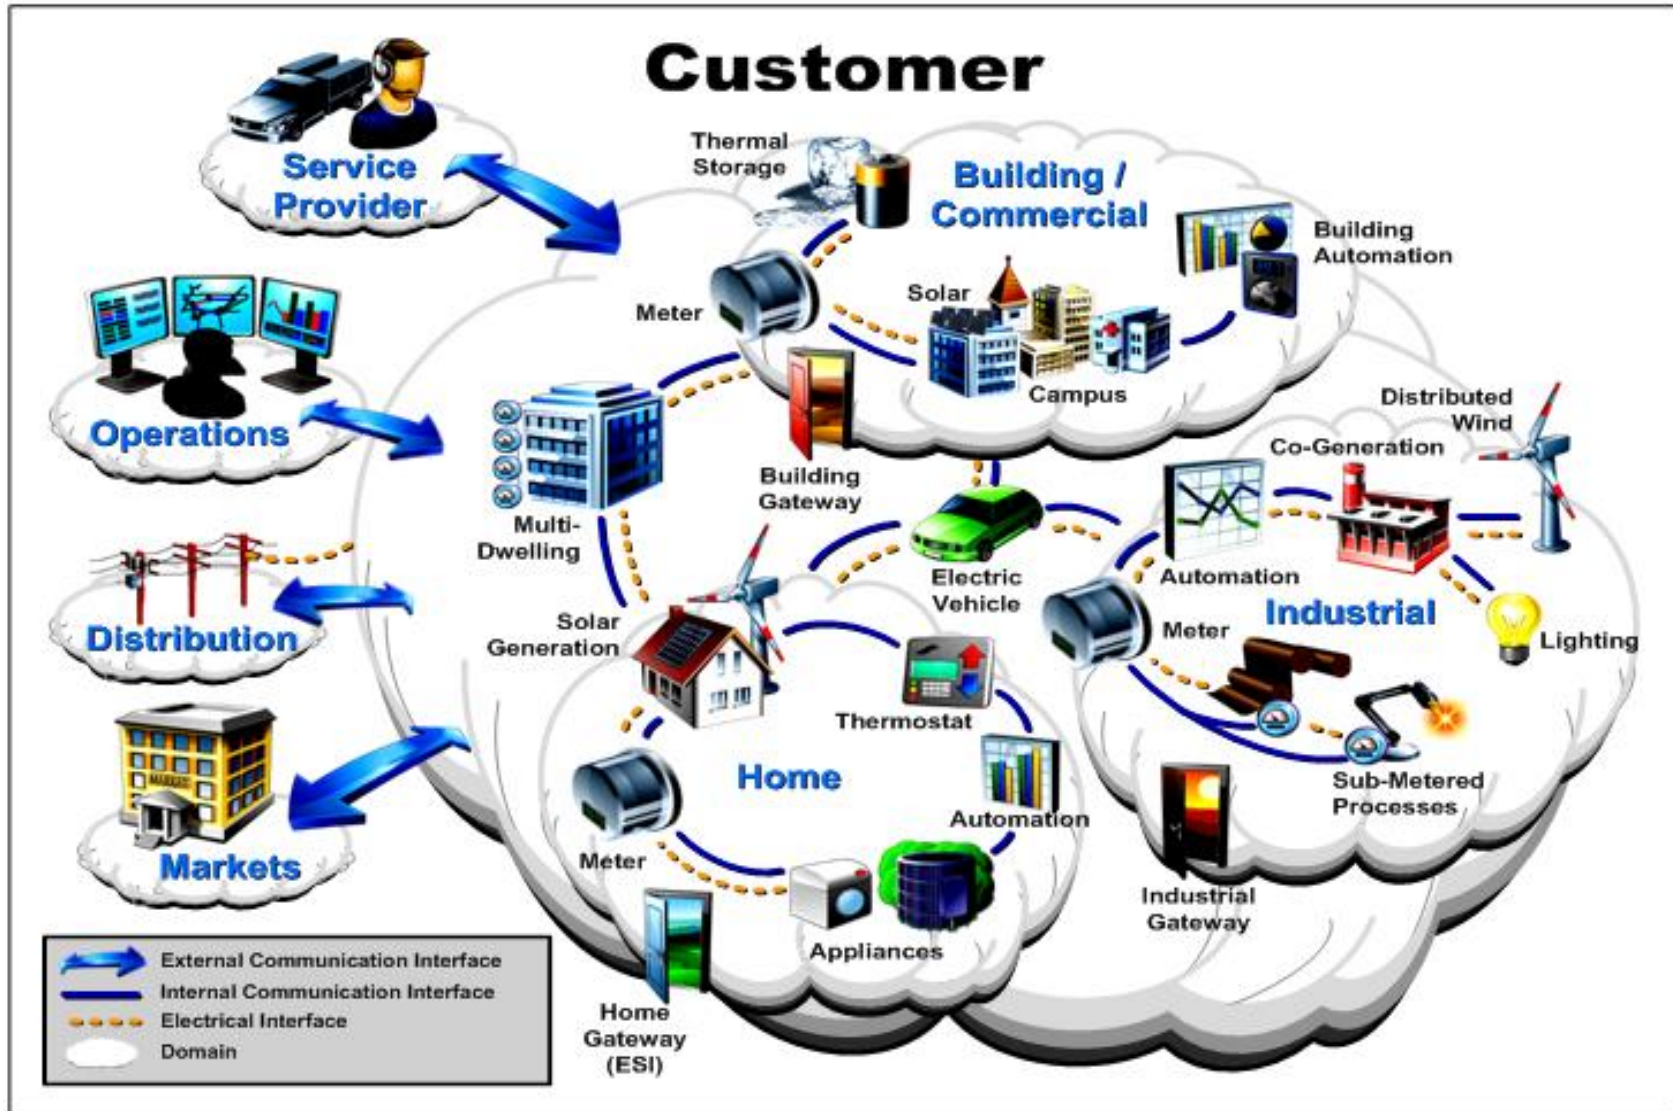 Customer
Service
Provider
Thermal
Storage
Building /
Commercial
Building
Automation
Meter
Solar
Campus
Operations
Building
Gateway
Multi-
Dwelling
Distributed
Wind
Co-Generation
Electric
Vehicle
Automation
Industrial
Meter
Lighting
Sub-Metered
Processes
Industrial
Gateway
Distribution
Solar
Generation
Thermostat
Home
Automation
Meter
Appliances
Home
Gateway
(ESI)
MARKET
Markets
External Communication Interface
Internal Communication Interface
Electrical Interface
Domain